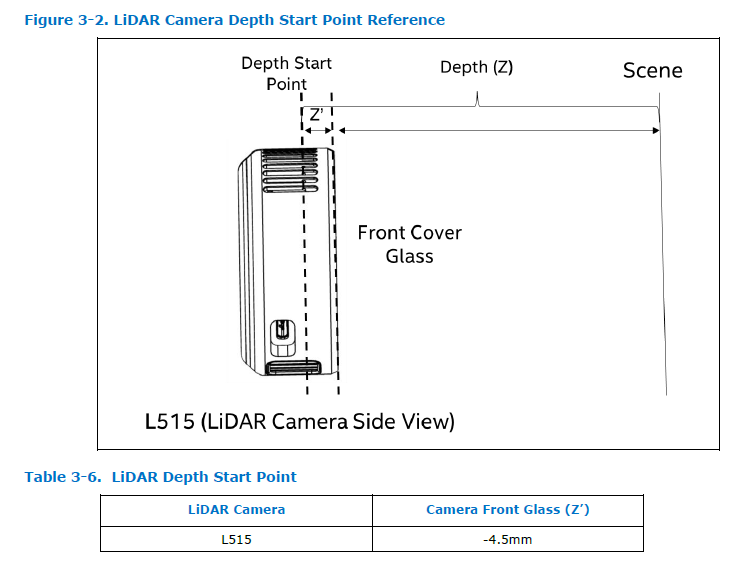 Figure 3-2. LiDAR Camera Depth Start Point Reference
Depth Start
Point
Depth (Z)
Scene
Z'
Front Cover
Glass
L515 (LiDAR Camera Side View)
Table 3-6. LiDAR Depth Start Point
LiDAR Camera Camera Front Glass (Z′)
L515 -4.5mm